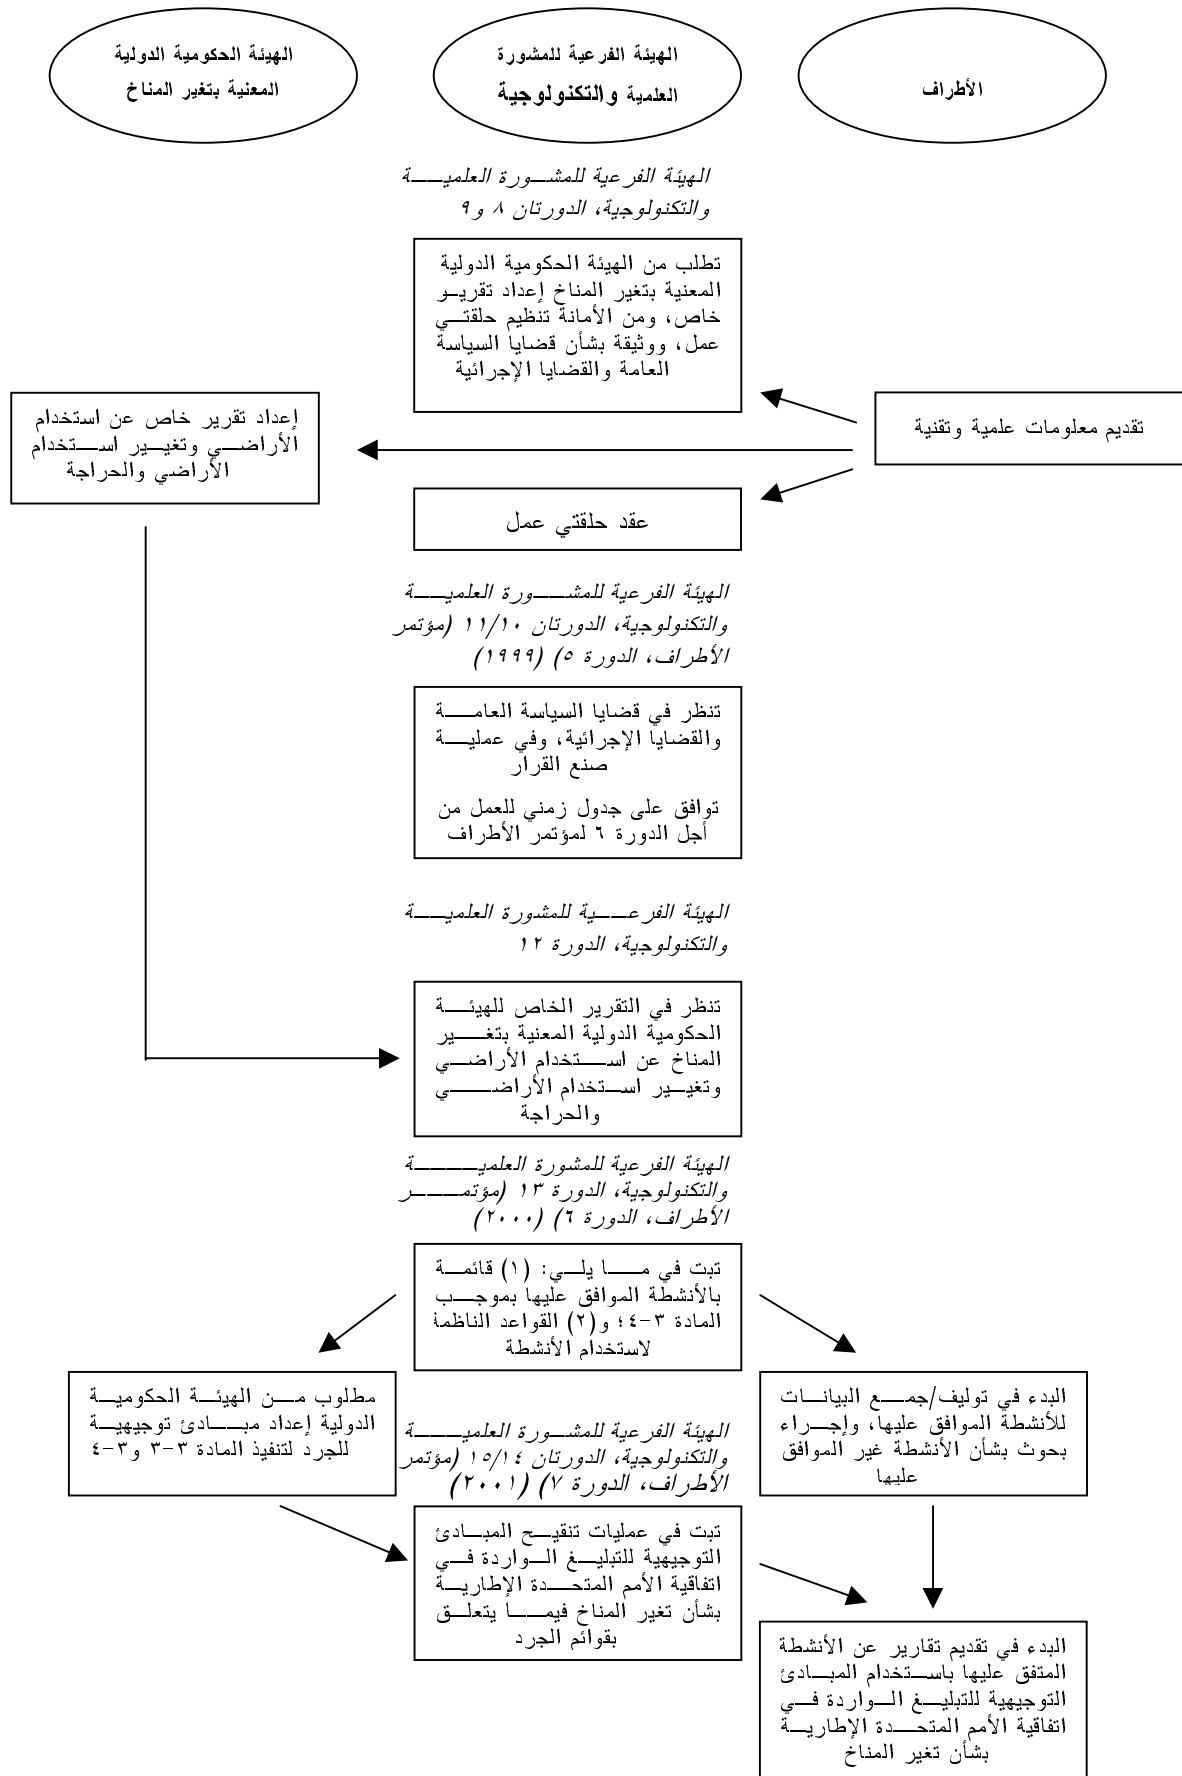 الأطراف
الهيئة الفرعية للمشورة
العلمية والتكنولوجية
الهيئة الحكومية الدولية
المعنية بتغير المناخ
الهيئة الفرعية للمشورة العلمية
والتكنولوجية، الدورتان ٨ و٩
تطلب من الهيئة الحكومية الدولية
المعنية بتغير المناخ إعداد تقرير
خاص، ومن الأمانة تنظيم حلقتي
عمل، ووثيقة بشأن قضايا السياسة
العامة والقضايا الإجرائية
تقديم معلومات علمية وتقنية
إعداد تقرير خاص عن استخدام
الأراضي وتغيير استخدام
الأراضي والحراجة
عقد حلقتي عمل
الهيئة الفرعية للمشورة العلمية
والتكنولوجية، الدورتان ١١/١٠ (مؤتمر
الأطراف، الدورة ٥) (١٩٩٩)
تنظر في قضايا السياسة العامة
والقضايا الإجرائية، وفي عملية
صنع القرار
توافق على جدول زمني للعمل من
أجل الدورة ٦ لمؤتمر الأطراف
الهيئة الفرعية للمشورة العلمية
والتكنولوجية، الدورة ١٢
تنظر في التقرير الخاص للهيئة
الحكومية الدولية المعنية بتغير
المناخ عن استخدام الأراضي
وتغيير استخدام الأراضي
والحراجة
الهيئة الفرعية للمشورة العلمية
والتكنولوجية، الدورة ١٣ (مؤتمر
الأطراف، الدورة ٦) (٢٠٠٠)
تبت في ما يلي: (١) قائمة
بالأنشطة الموافق عليها بموجب
المادة ٣-٤؛ و(٢) القواعد الناظمة
لاستخدام الأنشطة
البدء في توليف/جمع البيانات
للأنشطة الموافق عليها، وإجراء
بحوث بشأن الأنشطة غير الموافق
عليها
مطلوب من الهيئة الحكومية
الدولية إعداد مبادئ توجيهية
للجرد لتنفيذ المادة ٣-٣ و٣-٤
الهيئة الفرعية للمشورة العلمية
والتكنولوجية، الدورتان ١٥/١٤ (مؤتمر
الأطراف، الدورة ٧) (٢٠٠١)
تبت في عمليات تنقيح المبادئ
التوجيهية للتبليغ الواردة في
اتفاقية الأمم المتحدة الإطارية
بشأن تغير المناخ فيما يتعلق
بقوائم الجرد
البدء في تقديم تقارير عن الأنشطة
المتفق عليها باستخدام المبادئ
التوجيهية للتبليغ الواردة في
اتفاقية الأمم المتحدة الإطارية
بشأن تغير المناخ